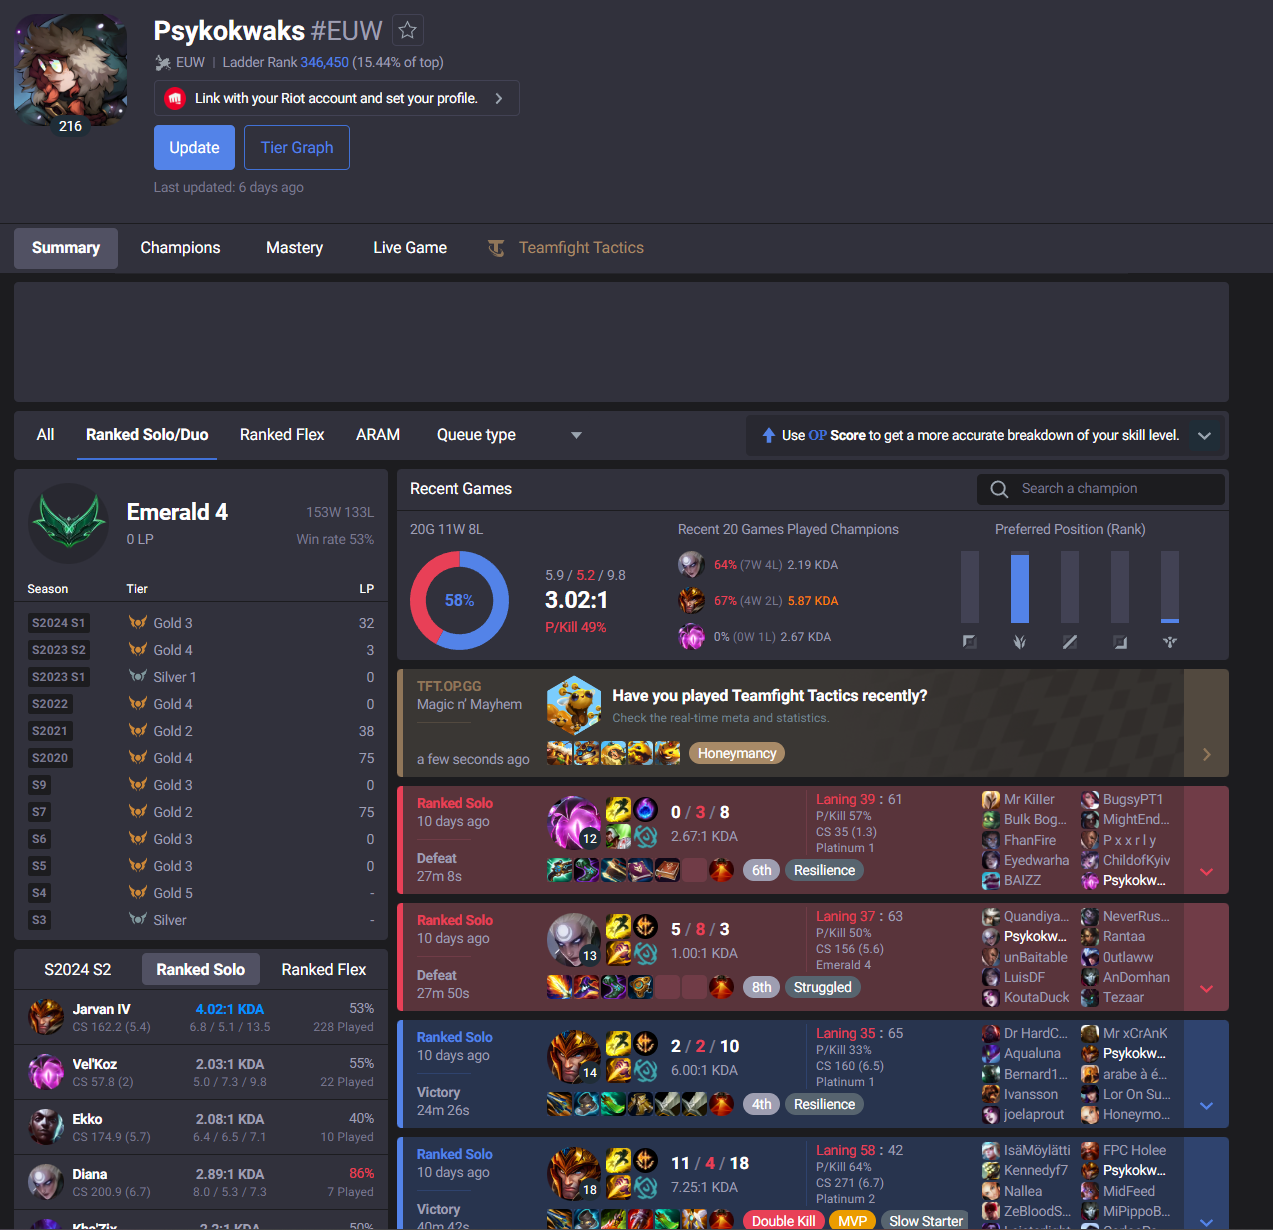 Psykokwaks #EUW
EUW | Ladder Rank 346,450 (15.44% of top)
Link with your Riot account and set your profile.
216
Update
Tier Graph
Last updated: 6 days ago
Summary
Champions
Mastery
Live Game
Teamfight Tactics
All
Ranked Solo/Duo
Ranked Flex
ARAM
Queue type
Use OP Score to get a more accurate breakdown of your skill level.
Emerald 4
0 LP
153W 133L
Win rate 53%
Season Tier LP
S2024 S1 Gold 3 32
S2023 S2 Gold 4 3
S2023 S1 Silver 1 0
S2022 Gold 4 0
S2021 Gold 2 38
S2020 Gold 4 75
S9 Gold 3 0
S7 Gold 2 75
S6 Gold 3 0
S5 Gold 3 0
S4 Gold 5 -
S3 Silver -
S2024 S2
Ranked Solo
Ranked Flex
Jarvan IV 4.02:1 KDA 53%
CS 162.2 (5.4) 6.8 / 5.1 / 13.5 228 Played
Vel'Koz 2.03:1 KDA 55%
CS 57.8 (2) 5.0 / 7.3 / 9.8 22 Played
Ekko 2.08:1 KDA 40%
CS 174.9 (5.7) 6.4 / 6.5 / 7.1 10 Played
Diana 2.89:1 KDA 86%
CS 200.9 (6.7) 8.0 / 5.3 / 7.3 7 Played
Kha'Zix 2.2:1 KDA 50%
Recent Games
Search a champion
20G 11W 8L
58%
5.9 / 5.2 / 9.8
3.02:1
P/Kill 49%
Recent 20 Games Played Champions
64% (7W 4L) 2.19 KDA
67% (4W 2L) 5.87 KDA
0% (0W 1L) 2.67 KDA
Preferred Position (Rank)
TFT.OP.GG
Magic n' Mayhem
a few seconds ago
Have you played Teamfight Tactics recently?
Check the real-time meta and statistics.
Honeymancy
Ranked Solo
10 days ago
Defeat
27m 8s
12
0 / 3 / 8
2.67:1 KDA
6th
Resilience
Laning 39 : 61
P/Kill 57%
CS 35 (1.3)
Platinum 1
Mr Killer
Bulk Bog...
FhanFire
Eyedwarha
BAIZZ
BugsyPT1
MightEnd...
P x x r l y
ChildofKyiv
Psykokw...
Ranked Solo
10 days ago
Defeat
27m 50s
13
5 / 8 / 3
1.00:1 KDA
8th
Struggled
Laning 37 : 63
P/Kill 50%
CS 156 (5.6)
Emerald 4
Quandiya...
Psykokw...
unBaitable
LuisDF
KoutaDuck
NeverRus...
Rantaa
0utlaww
AnDomhan
Tezaar
Ranked Solo
10 days ago
Victory
24m 26s
14
2 / 2 / 10
6.00:1 KDA
4th
Resilience
Laning 35 : 65
P/Kill 33%
CS 160 (6.5)
Platinum 1
Dr HardC...
Aqualuna
Bernard1...
Ivansson
joelaprout
Mr xCrAnK
Psykokw...
arabe à é...
Lor On Su...
Honeymo...
Ranked Solo
10 days ago
Victory
40m 42s
18
11 / 4 / 18
7.25:1 KDA
Double Kill
MVP
Slow Starter
Laning 58 : 42
P/Kill 64%
CS 271 (6.7)
Platinum 2
IsäMöylätti
Kennedyf7
Nallea
ZeBloodS...
FPC Holee
Psykokw...
MidFeed
MiPippoB...